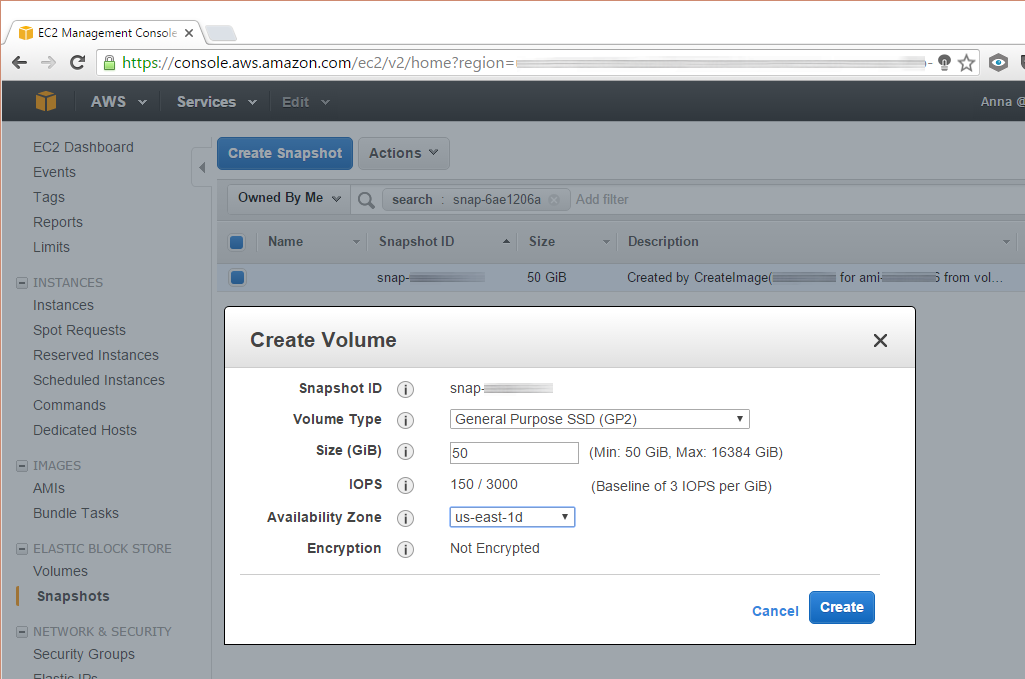 EC2 Management Console
https://console.aws.amazon.com/ec2/v2/home?region=
AWS Services Edit Anna @
EC2 Dashboard
Events
Tags
Reports
Limits
INSTANCES
Instances
Spot Requests
Reserved Instances
Scheduled Instances
Commands
Dedicated Hosts
IMAGES
AMIs
Bundle Tasks
ELASTIC BLOCK STORE
Volumes
Snapshots
NETWORK & SECURITY
Security Groups
Elastic IPs
Create Snapshot Actions
Owned By Me search : snap-6ae1206a Add filter
Name Snapshot ID Size Description
snap- 50 GiB Created by CreateImage( for ami- 6 from vol...
Create Volume
Snapshot ID snap-
Volume Type General Purpose SSD (GP2)
Size (GiB) 50 (Min: 50 GiB, Max: 16384 GiB)
IOPS 150 / 3000 (Baseline of 3 IOPS per GiB)
Availability Zone us-east-1d
Encryption Not Encrypted
Cancel Create